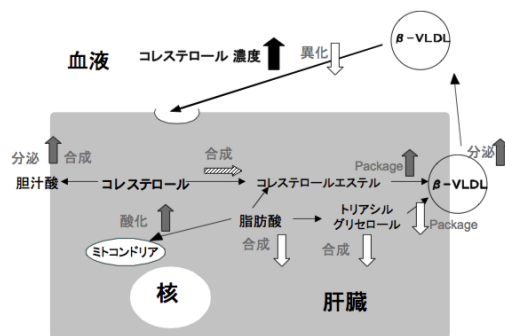 β-VLDL
血液
コレステロール 濃度
異化
分泌
合成
合成
Package
分泌
胆汁酸
コレステロール
コレステロールエステル
β-VLDL
酸化
脂肪酸
トリアシル
グリセロール
Package
ミトコンドリア
合成
合成
核
肝臓